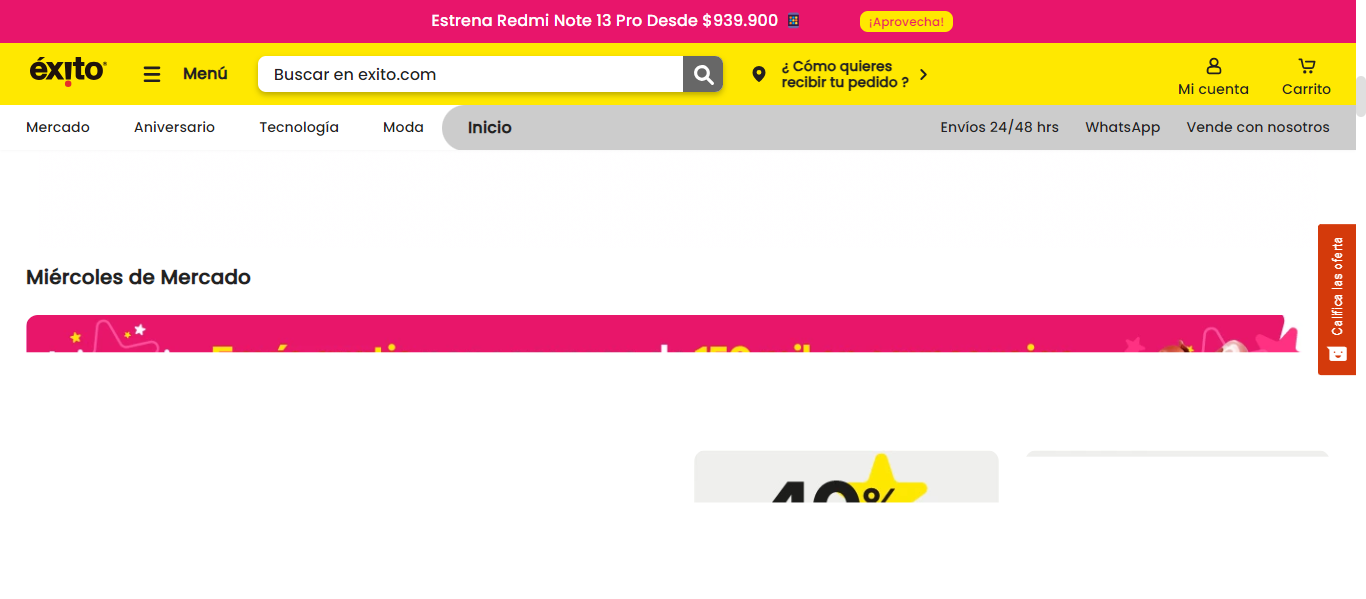 Estrena Redmi Note 13 Pro Desde $939.900
¡Aprovecha!
éxito
Menú
Buscar en exito.com
¿ Cómo quieres
recibir tu pedido ?
Mi cuenta
Carrito
Mercado
Aniversario
Tecnología
Moda
Inicio
Envíos 24/48 hrs
WhatsApp
Vende con nosotros
Califica las oferta
Miércoles de Mercado
40%